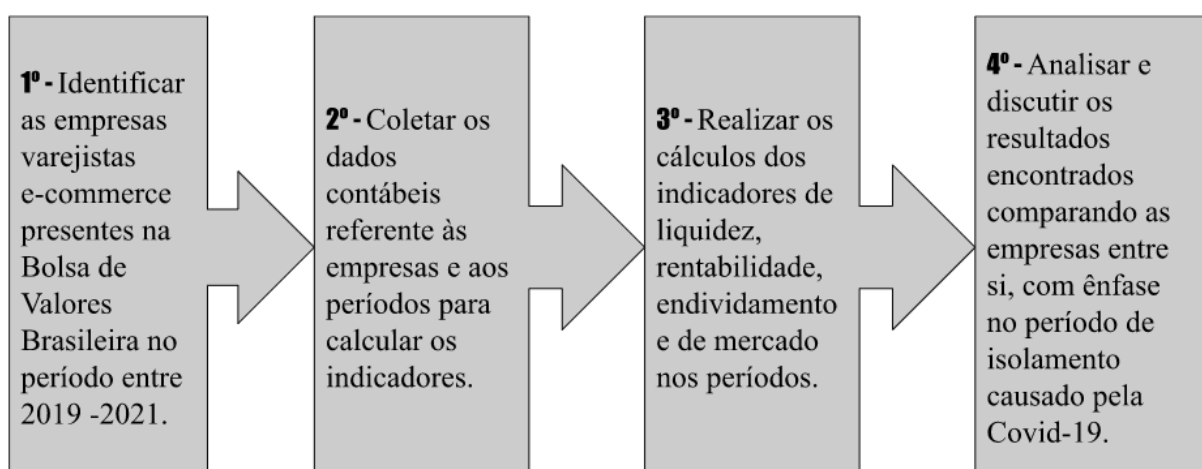 1º - Identificar
as empresas
varejistas
e-commerce
presentes na
Bolsa de
Valores
Brasileira no
período entre
2019 -2021.
2º - Coletar os
dados
contábeis
referente às
empresas e aos
períodos para
calcular os
indicadores.
3º - Realizar os
cálculos dos
indicadores de
liquidez,
rentabilidade,
endividamento
e de mercado
nos períodos.
4º - Analisar e
discutir os
resultados
encontrados
comparando as
empresas entre
si, com ênfase
no período de
isolamento
causado pela
Covid-19.